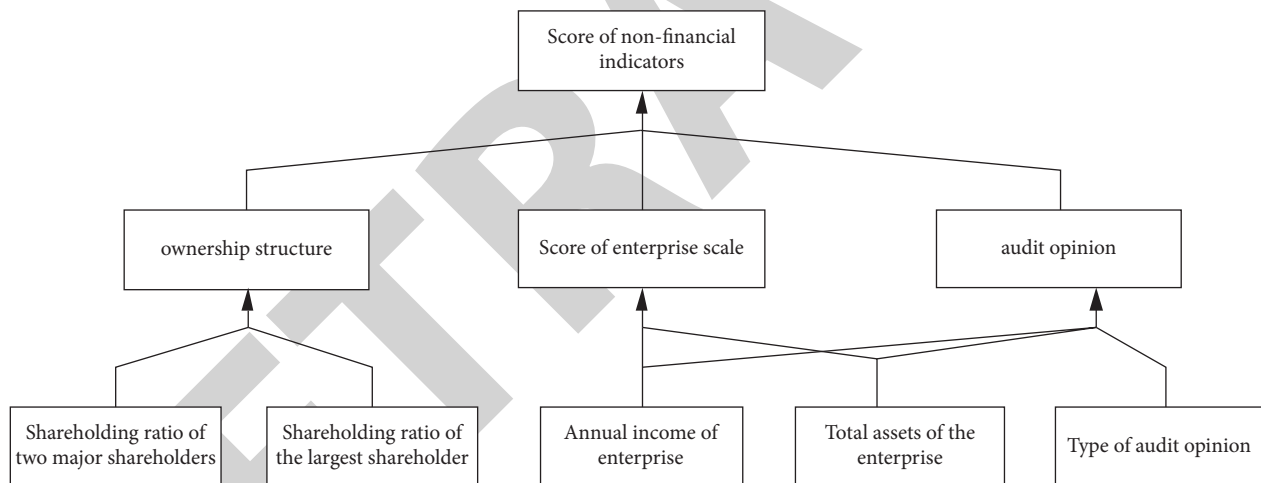 Score of non-financial
indicators
ownership structure
Score of enterprise scale
audit opinion
Shareholding ratio of
two major shareholders
Shareholding ratio of
the largest shareholder
Annual income of
enterprise
Total assets of the
enterprise
Type of audit opinion
ETRA